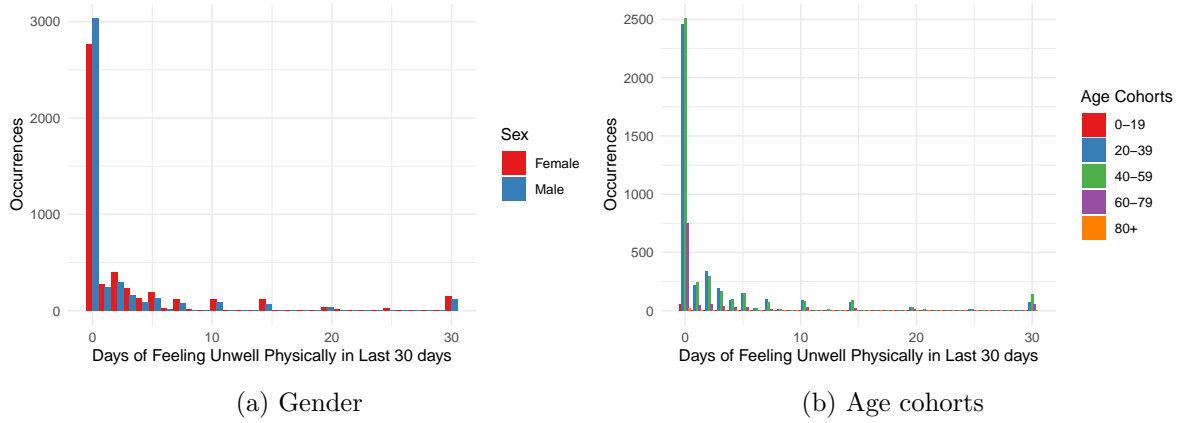 3000
2000
1000
0
Occurrences
0 10 20 30
Days of Feeling Unwell Physically in Last 30 days
Sex
Female
Male
(a) Gender
2500
2000
1500
1000
500
0
Occurrences
0 10 20 30
Days of Feeling Unwell Physically in Last 30 days
Age Cohorts
0–19
20–39
40–59
60–79
80+
(b) Age cohorts